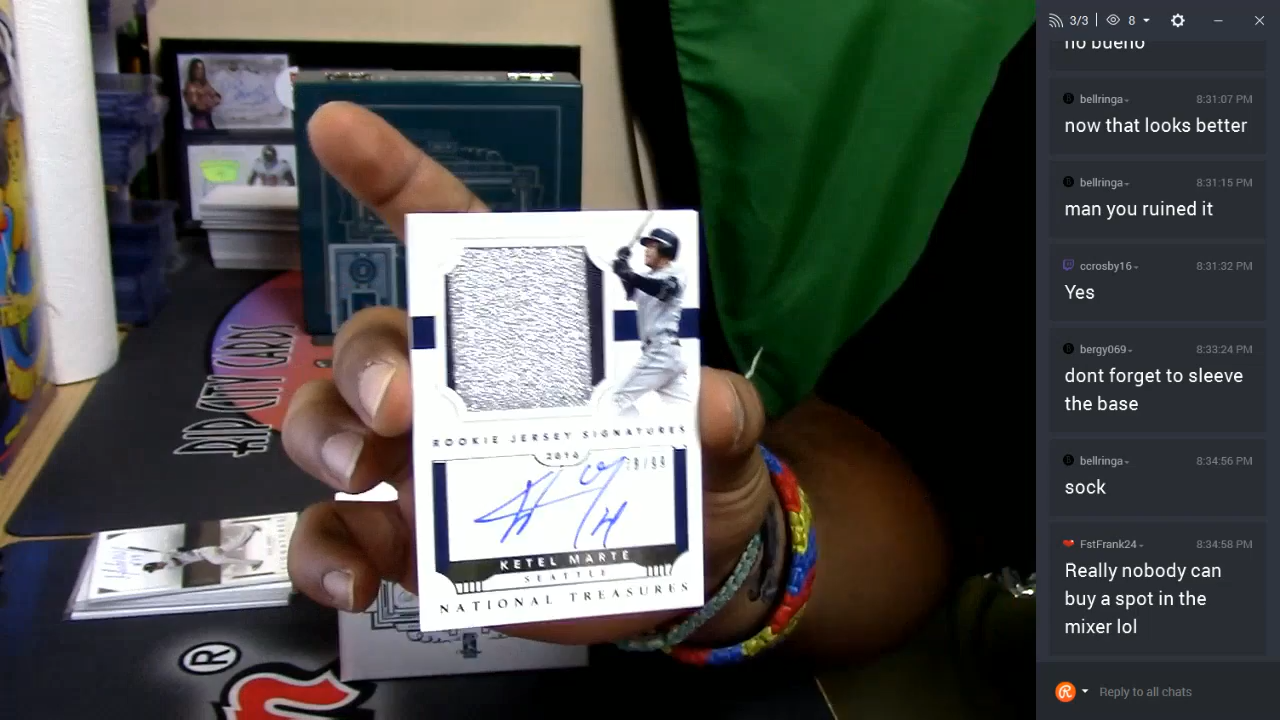 RIP CITY CARDS
ROOKIE JERSEY SIGNATURES
2016
/99
KETEL MARTE
SEATTLE
NATIONAL TREASURES
®
3/3
8
no bueno
bellringa
8:31:07 PM
now that looks better
bellringa
8:31:15 PM
man you ruined it
ccrosby16
8:31:32 PM
Yes
bergy069
8:33:24 PM
dont forget to sleeve
the base
bellringa
8:34:56 PM
sock
FstFrank24
8:34:58 PM
Really nobody can
buy a spot in the
mixer lol
Reply to all chats